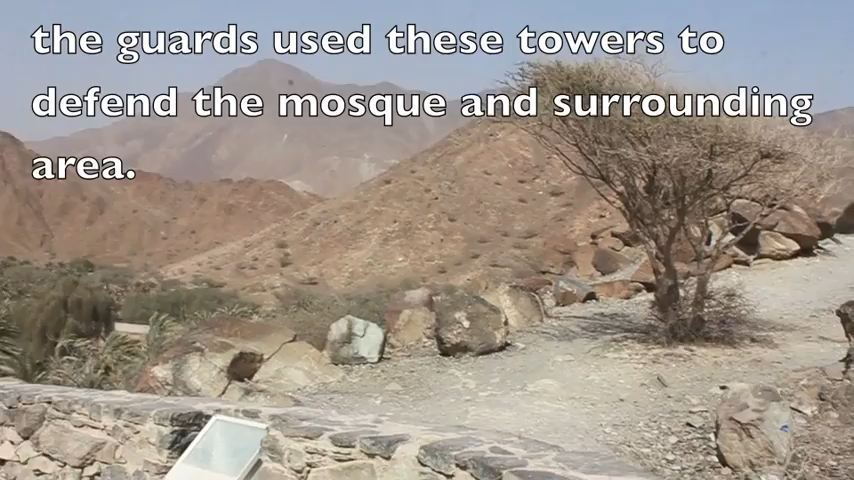 the guards used these towers to
defend the mosque and surrounding
area.